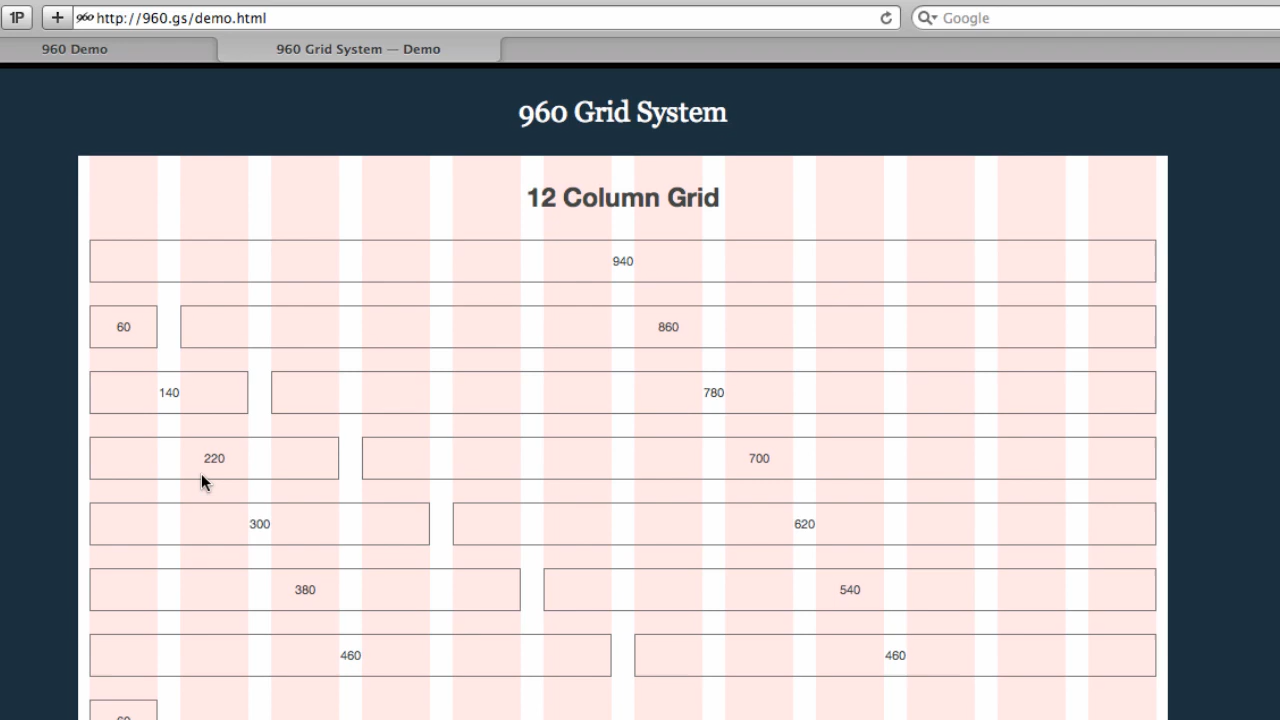 1P + 960 http://960.gs/demo.html Google
960 Demo 960 Grid System — Demo
960 Grid System
12 Column Grid
940
60 860
140 780
220 700
300 620
380 540
460 460